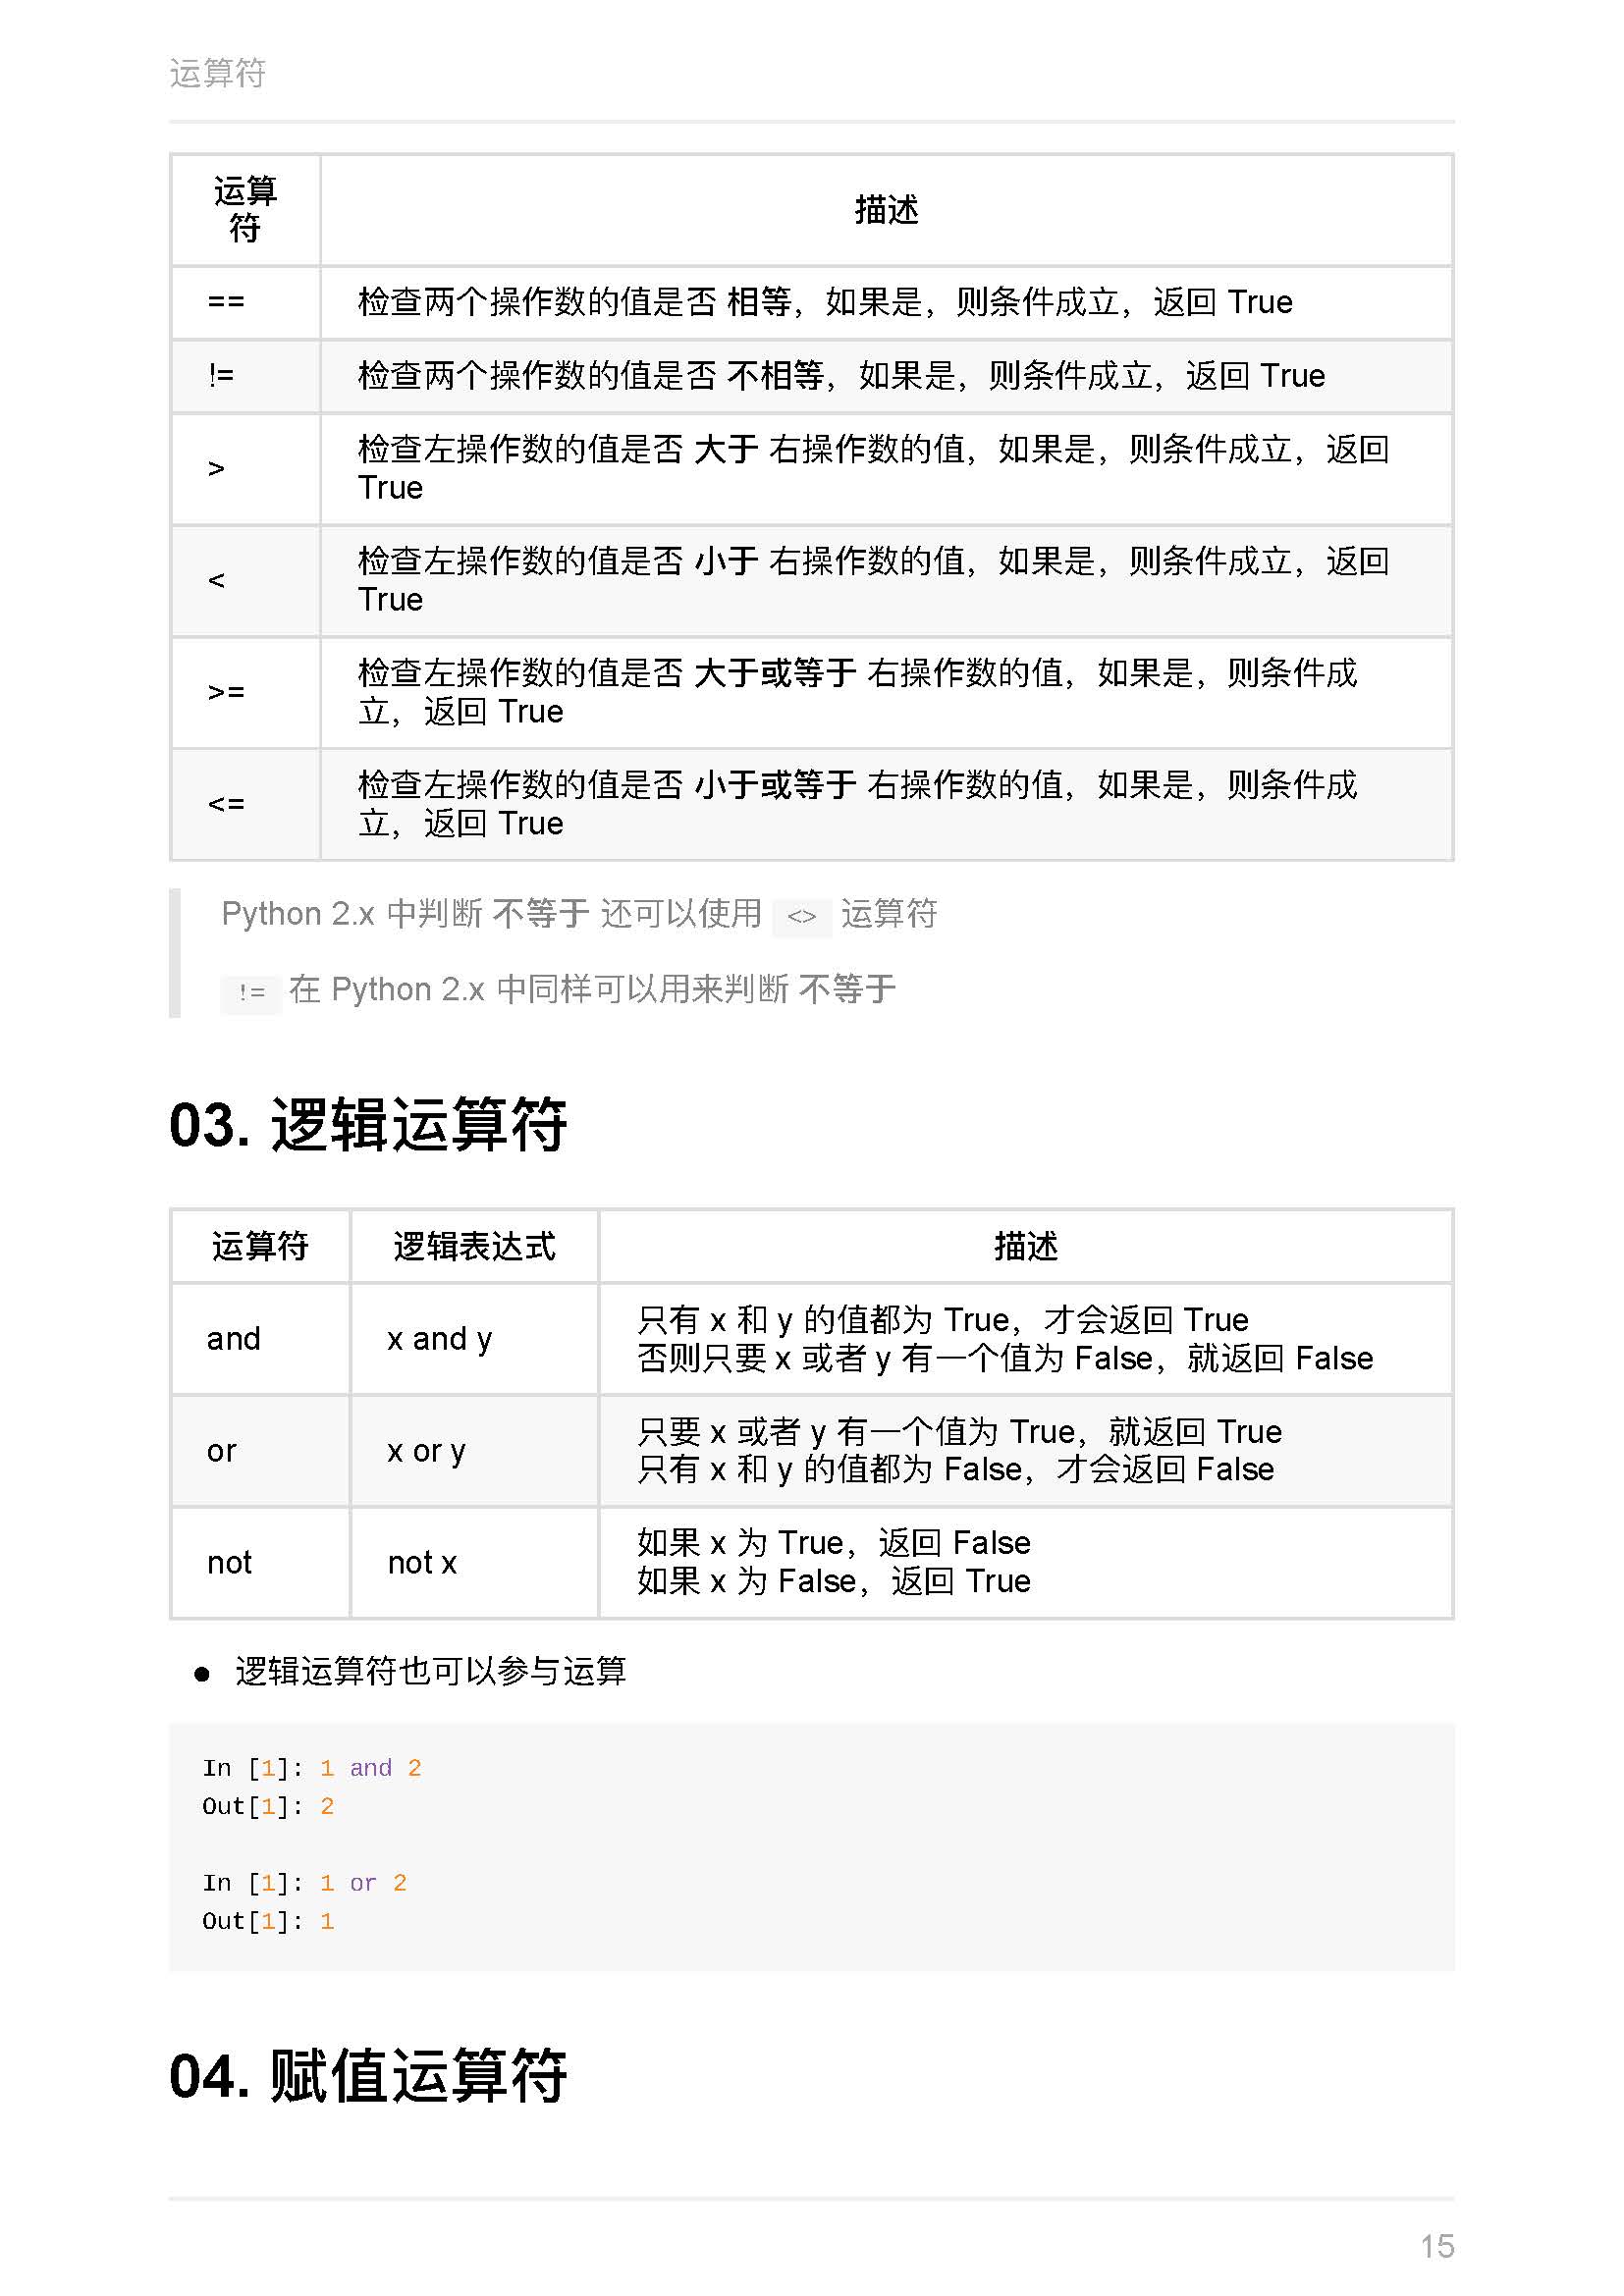 运算符
运算
符
描述
==
检查两个操作数的值是否 相等，如果是，则条件成立，返回 True
!=
检查两个操作数的值是否 不相等，如果是，则条件成立，返回 True
>
检查左操作数的值是否 大于 右操作数的值，如果是，则条件成立，返回
True
<
检查左操作数的值是否 小于 右操作数的值，如果是，则条件成立，返回
True
>=
检查左操作数的值是否 大于或等于 右操作数的值，如果是，则条件成
立，返回 True
<=
检查左操作数的值是否 小于或等于 右操作数的值，如果是，则条件成
立，返回 True
Python 2.x 中判断 不等于 还可以使用 <> 运算符
!= 在 Python 2.x 中同样可以用来判断 不等于
03. 逻辑运算符
运算符 逻辑表达式 描述
and
x and y
只有 x 和 y 的值都为 True，才会返回 True
否则只要 x 或者 y 有一个值为 False，就返回 False
or
x or y
只要 x 或者 y 有一个值为 True，就返回 True
只有 x 和 y 的值都为 False，才会返回 False
not
not x
如果 x 为 True，返回 False
如果 x 为 False，返回 True
● 逻辑运算符也可以参与运算
In [1]: 1 and 2
Out[1]: 2
In [1]: 1 or 2
Out[1]: 1
04. 赋值运算符
15